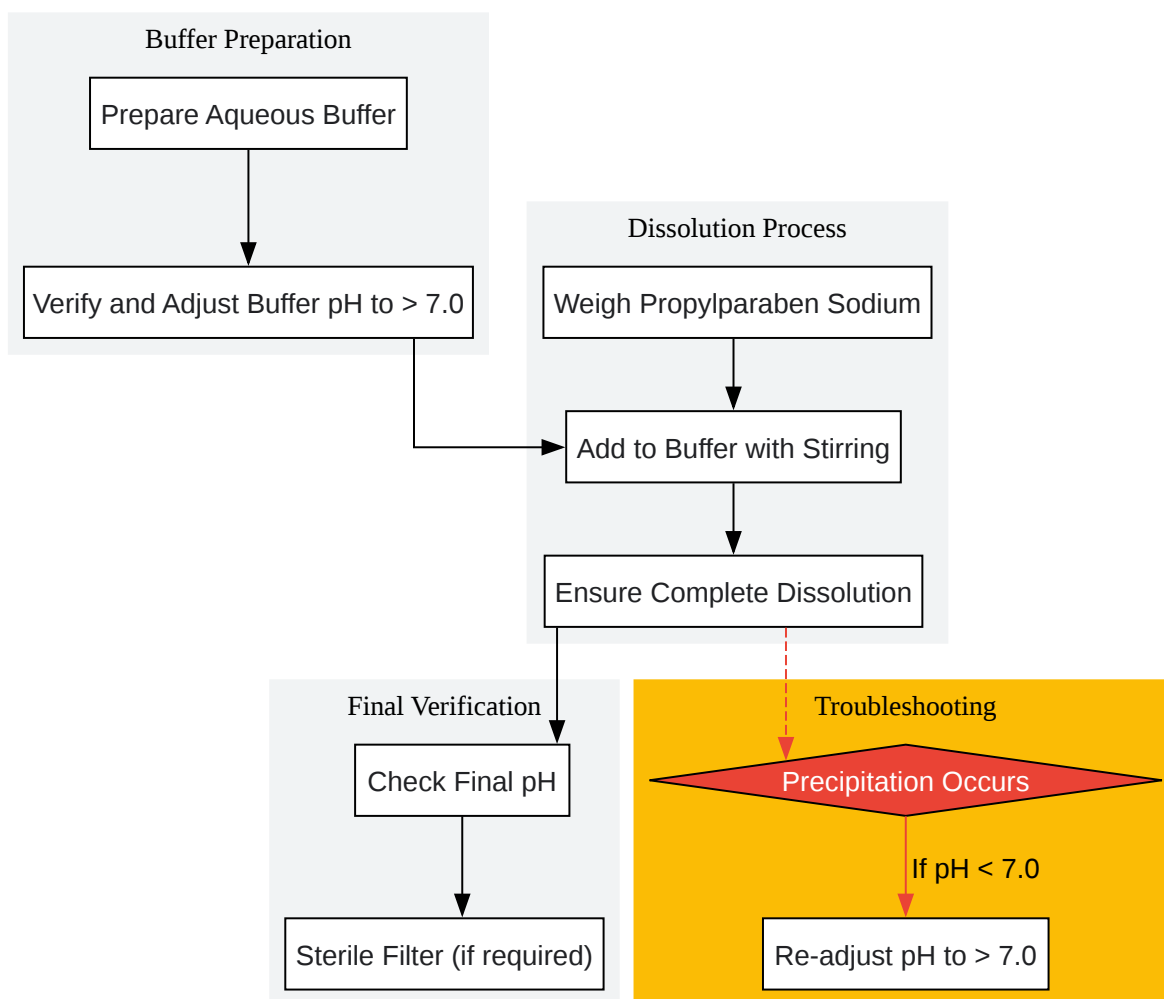 Buffer Preparation
Prepare Aqueous Buffer
Verify and Adjust Buffer pH to > 7.0
Dissolution Process
Weigh Propylparaben Sodium
Add to Buffer with Stirring
Ensure Complete Dissolution
Final Verification
Check Final pH
Sterile Filter (if required)
Troubleshooting
Precipitation Occurs
If pH < 7.0
Re-adjust pH to > 7.0